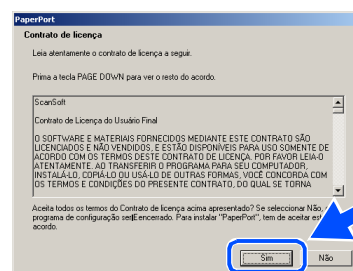 PaperPort
Contrato de licença
Leia atentamente o contrato de licença a seguir.
Prima a tecla PAGE DOWN para ver o resto do acordo.
ScanSoft
Contrato de Licença do Usuário Final
O SOFTWARE E MATERIAIS FORNECIDOS MEDIANTE ESTE CONTRATO SÃO
LICENCIADOS E NÃO VENDIDOS, E ESTÃO DISPONÍVEIS PARA USO SOMENTE DE
ACORDO COM OS TERMOS DESTE CONTRATO DE LICENÇA. POR FAVOR LEIA-O
ATENTAMENTE. AO TRANSFERIR O PROGRAMA PARA SEU COMPUTADOR,
INSTALÁ-LO, COPIÁ-LO OU USÁ-LO DE OUTRAS FORMAS, VOCÊ CONCORDA COM
OS TERMOS E CONDIÇÕES DO PRESENTE CONTRATO, DO QUAL SE TORNA
Aceita todos os termos do Contrato de licença acima apresentado? Se seleccionar Não,
programa de configuração será encerrado. Para instalar "PaperPort", tem de aceitar
acordo.
Sim
Não